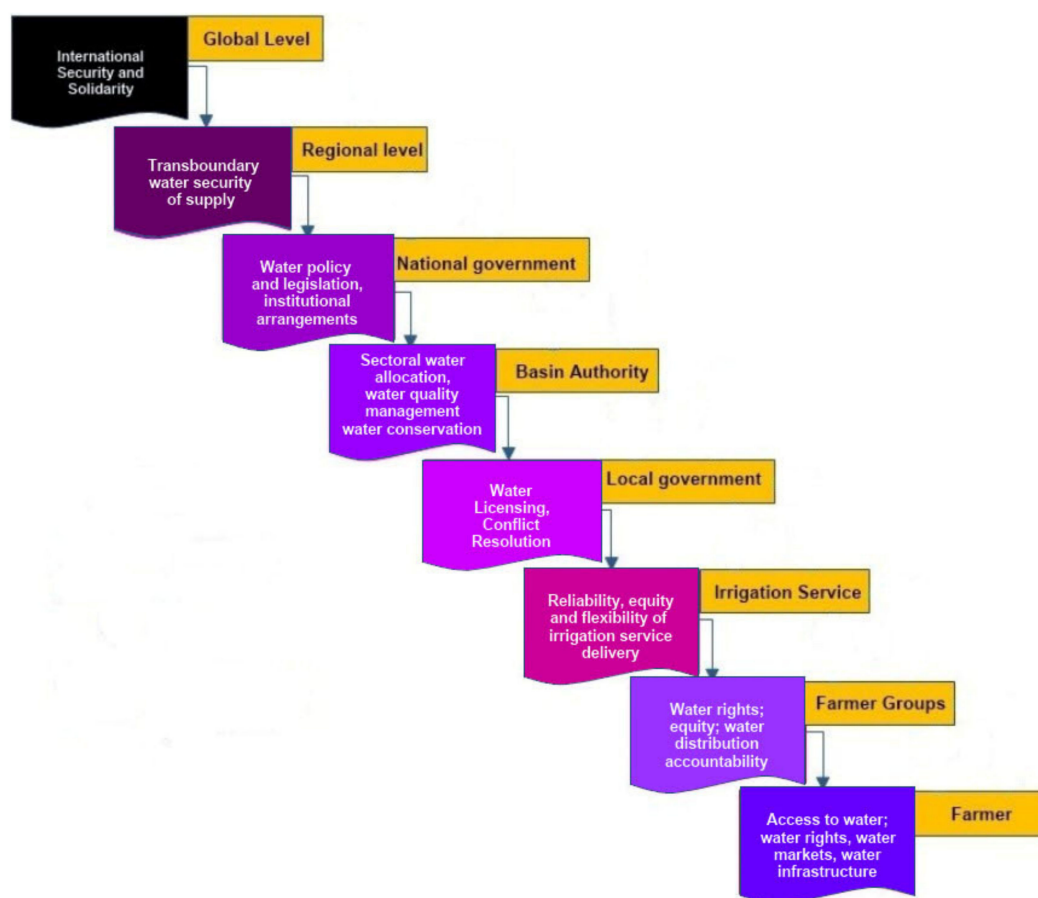 Global Level
International
Security and
Solidarity
Regional level
Transboundary
water security
of supply
National government
Water policy
and legislation,
institutional
arrangements
Basin Authority
Sectoral water
allocation,
water quality
management
water conservation
Local government
Water
Licensing,
Conflict
Resolution
Irrigation Service
Reliability, equity
and flexibility of
irrigation service
delivery
Farmer Groups
Water rights;
equity; water
distribution
accountability
Farmer
Access to water;
water rights, water
markets, water
infrastructure